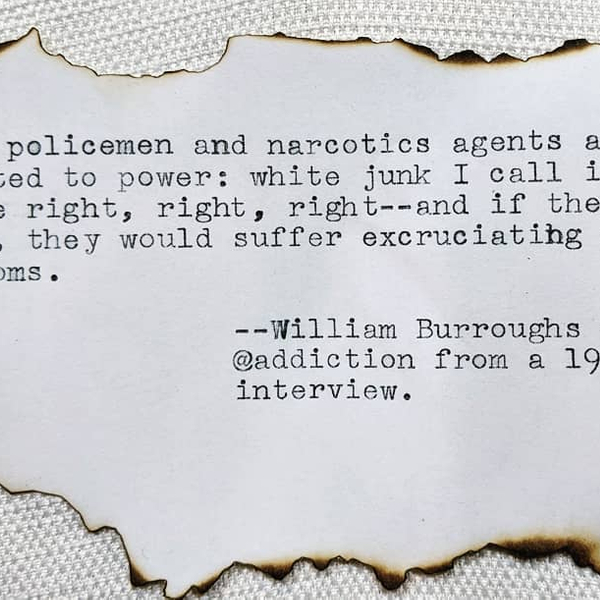 policemen and narcotics agents a
ted to power: white junk I call i
e right, right, right--and if the
, they would suffer excruciating
oms.
--William Burroughs
@addiction from a 19
interview.